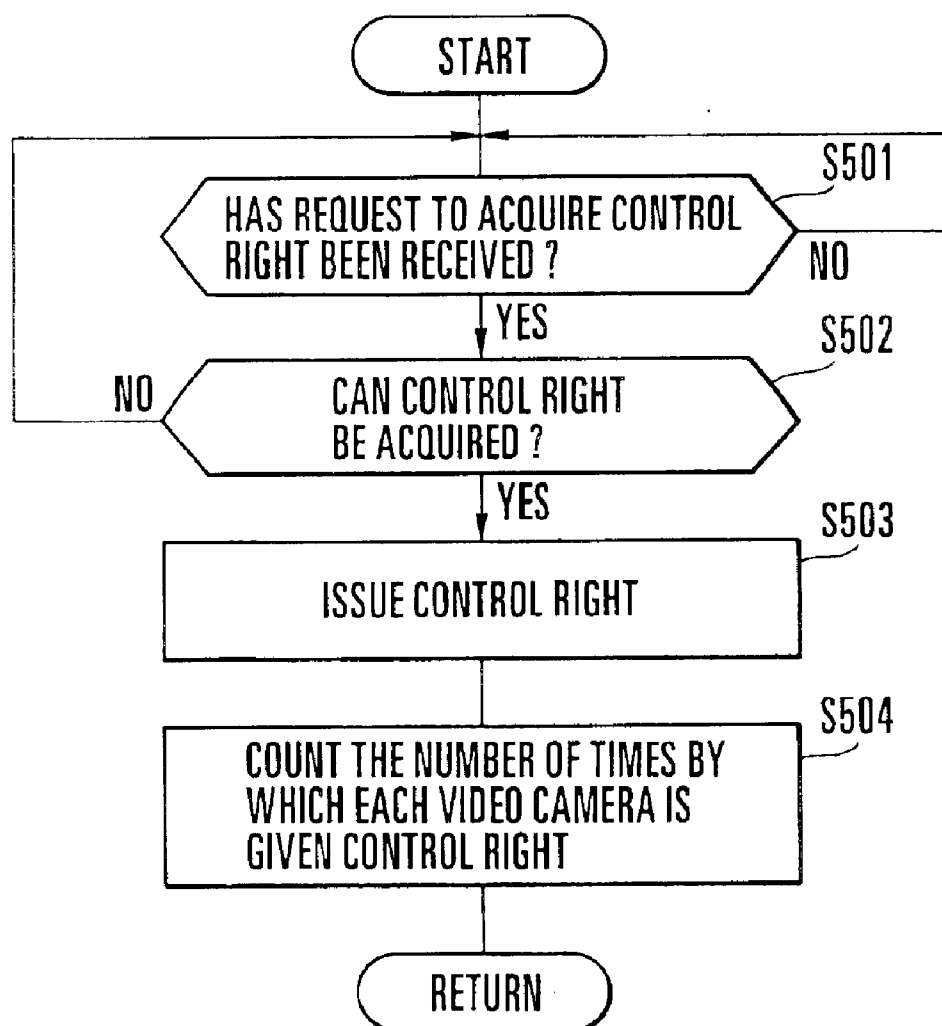 START
S501
HAS REQUEST TO ACQUIRE CONTROL
RIGHT BEEN RECEIVED ?
NO
YES
S502
NO
CAN CONTROL RIGHT
BE ACQUIRED ?
YES
S503
ISSUE CONTROL RIGHT
S504
COUNT THE NUMBER OF TIMES BY
WHICH EACH VIDEO CAMERA IS
GIVEN CONTROL RIGHT
RETURN